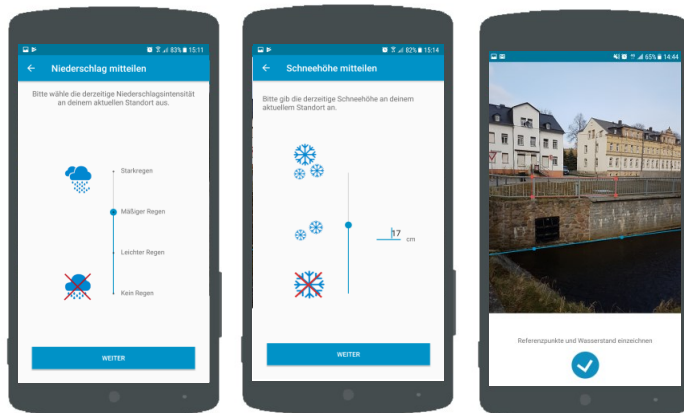 83% 15:11
Niederschlag mitteilen
Bitte wähle die derzeitige Niederschlagsintensität
an deinem aktuellen Standort aus.
Starkregen
Mäßiger Regen
Leichter Regen
Kein Regen
WEITER
82% 15:14
Schneehöhe mitteilen
Bitte gib die derzeitige Schneehöhe an deinem
aktuellem Standort an.
17 cm
WEITER
65% 14:44
Referenzpunkte und Wasserstand einzeichnen